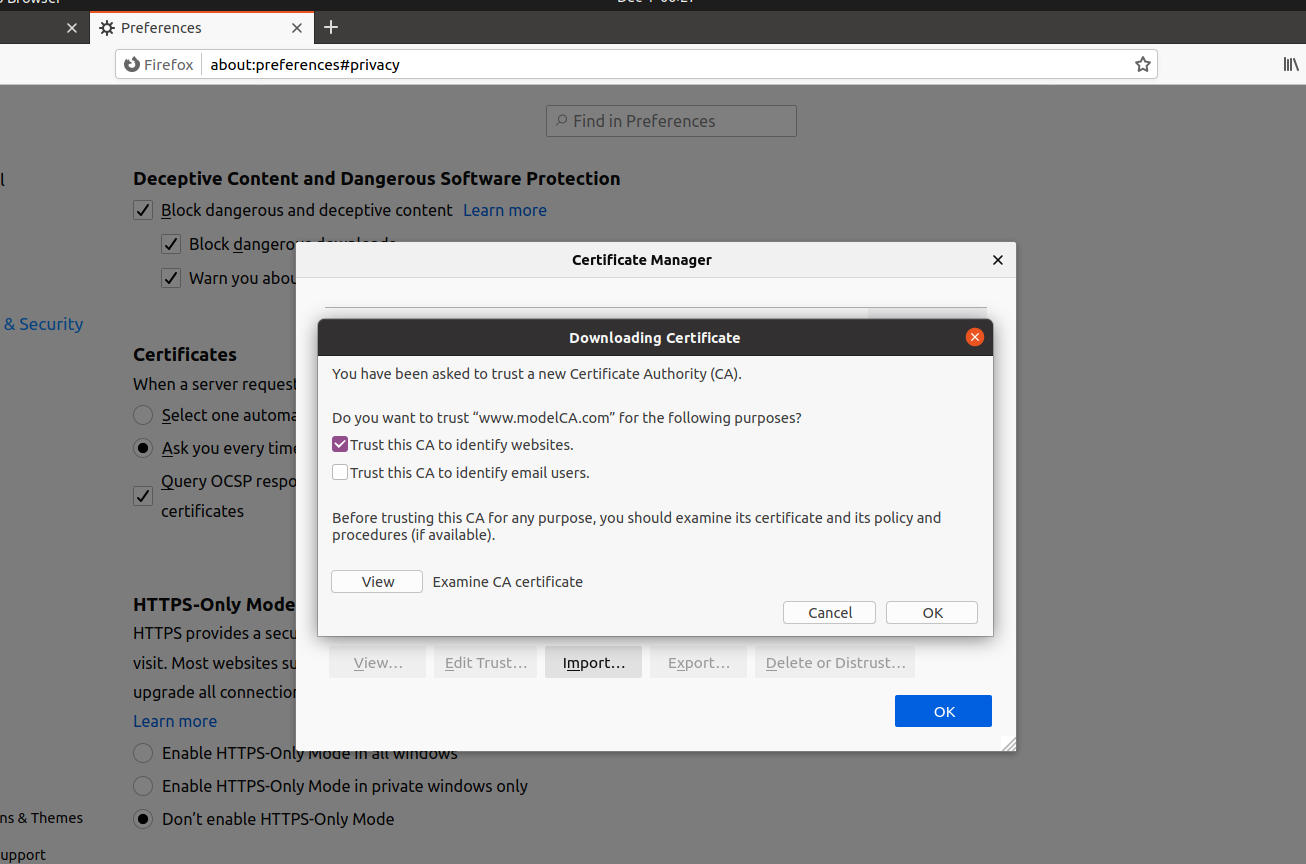 Browser
Preferences
Firefox
about:preferences#privacy
Find in Preferences
Deceptive Content and Dangerous Software Protection
Block dangerous and deceptive content Learn more
Block dangerous downloads
Warn you abou
& Security
Certificates
When a server request
Select one automa
Ask you every time
Query OCSP respo
certificates
HTTPS-Only Mode
HTTPS provides a secu
visit. Most websites su
upgrade all connection
Learn more
Enable HTTPS-Only Mode in all windows
Enable HTTPS-Only Mode in private windows only
Don’t enable HTTPS-Only Mode
ns & Themes
upport
Certificate Manager
Downloading Certificate
You have been asked to trust a new Certificate Authority (CA).
Do you want to trust “www.modelCA.com” for the following purposes?
Trust this CA to identify websites.
Trust this CA to identify email users.
Before trusting this CA for any purpose, you should examine its certificate and its policy and
procedures (if available).
View Examine CA certificate
Cancel OK
View… Edit Trust… Import… Export… Delete or Distrust…
OK